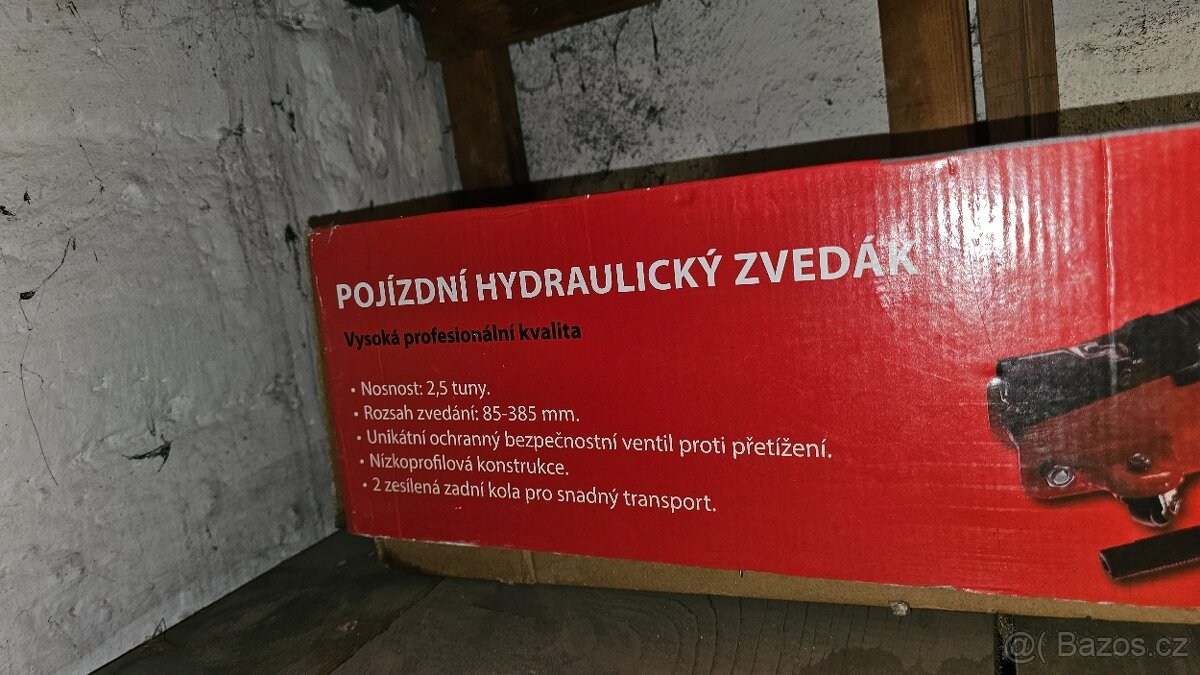 POJÍZDNÍ HYDRAULICKÝ ZVEDÁK
Vysoká profesionální kvalita
• Nosnost: 2,5 tuny.
• Rozsah zvedání: 85-385 mm.
• Unikátní ochranný bezpečnostní ventil proti přetížení.
• Nízkoprofilová konstrukce.
• 2 zesílená zadní kola pro snadný transport.
@( Bazos.cz